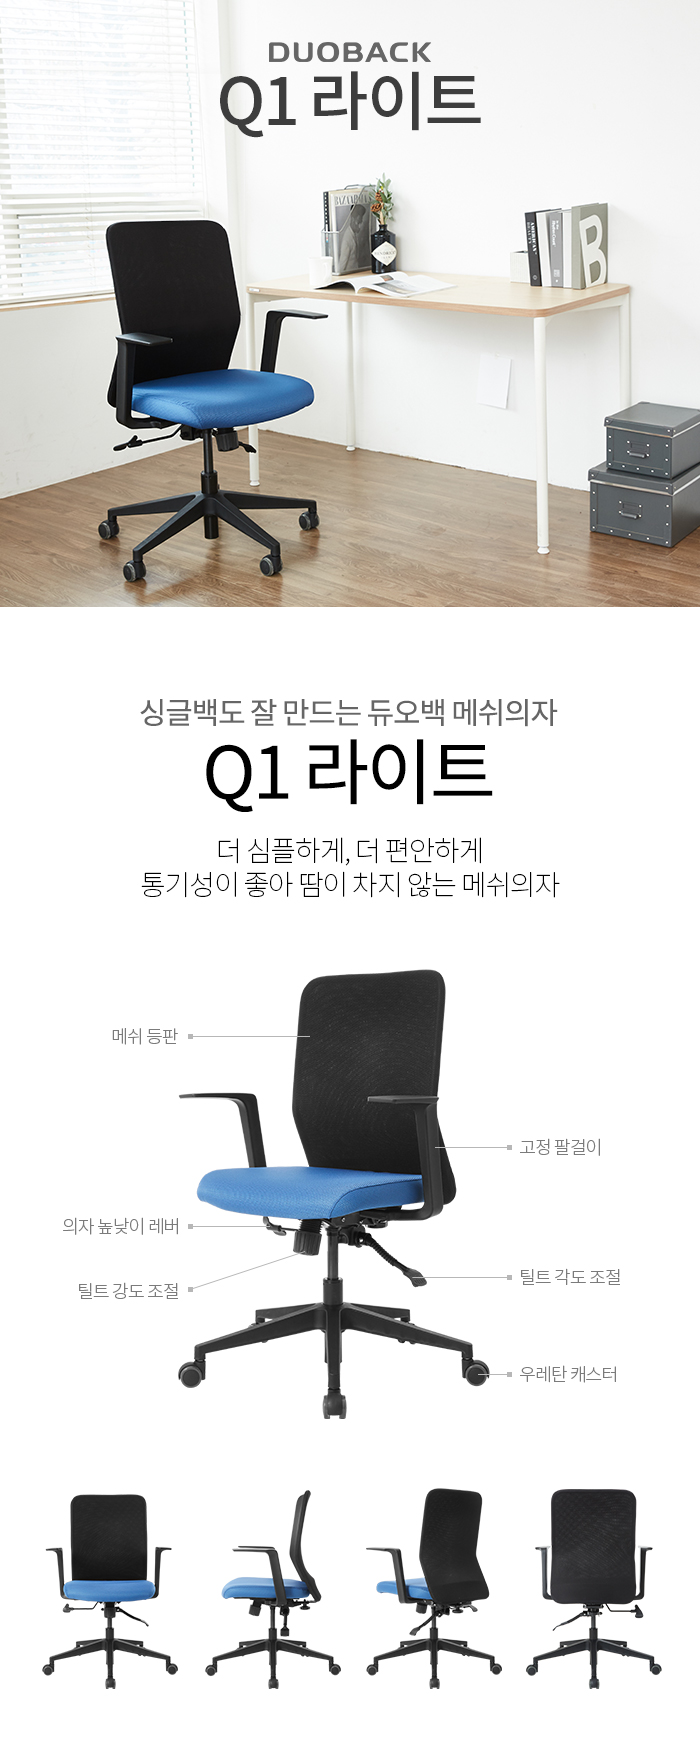 DUOBACK
Q1 라이트
BAZAAR
KINFOLK
AMERICAN BEAUTY
B
싱글백도 잘 만드는 듀오백 메쉬의자
Q1 라이트
더 심플하게, 더 편안하게
통기성이 좋아 땀이 차지 않는 메쉬의자
메쉬 등판
고정 팔걸이
의자 높낮이 레버
틸트 강도 조절
틸트 각도 조절
우레탄 캐스터